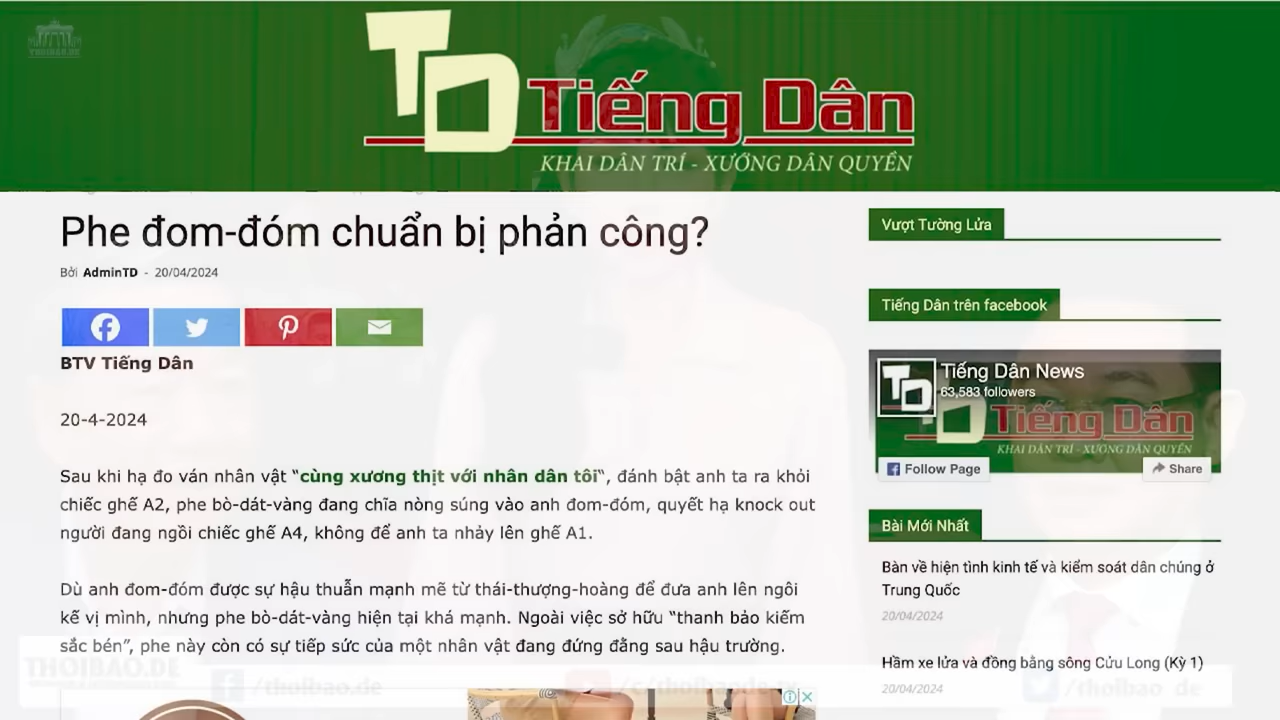 TD Tiếng Dân
KHAI DÂN TRÍ - XƯỚNG DÂN QUYỀN
Phe đom-đóm chuẩn bị phản công?
Bởi AdminTD - 20/04/2024
BTV Tiếng Dân
20-4-2024
Sau khi hạ đo ván nhân vật “cùng xương thịt với nhân dân tôi“, đánh bật anh ta ra khỏi
chiếc ghế A2, phe bò-dát-vàng đang chĩa nòng súng vào anh đom-đóm, quyết hạ knock out
người đang ngồi chiếc ghế A4, không để anh ta nhảy lên ghế A1.
Dù anh đom-đóm được sự hậu thuẫn mạnh mẽ từ thái-thượng-hoàng để đưa anh lên ngôi
kế vị mình, nhưng phe bò-dát-vàng hiện tại khá mạnh. Ngoài việc sở hữu “thanh bảo kiếm
sắc bén”, phe này còn có sự tiếp sức của một nhân vật đang đứng đằng sau hậu trường.
Vượt Tường Lửa
Tiếng Dân trên facebook
TD Tiếng Dân News
63,583 followers
Tiếng Dân
KHAI DÂN TRÍ - XƯỚNG DÂN QUYỀN
Follow Page
Share
Bài Mới Nhất
Bàn về hiện tình kinh tế và kiểm soát dân chúng ở
Trung Quốc
20/04/2024
Hầm xe lửa và đồng bằng sông Cửu Long (Kỳ 1)
20/04/2024
THOIBAO.DE
/thoibao.de
/c/thoibaode-tv
/thoibao_de